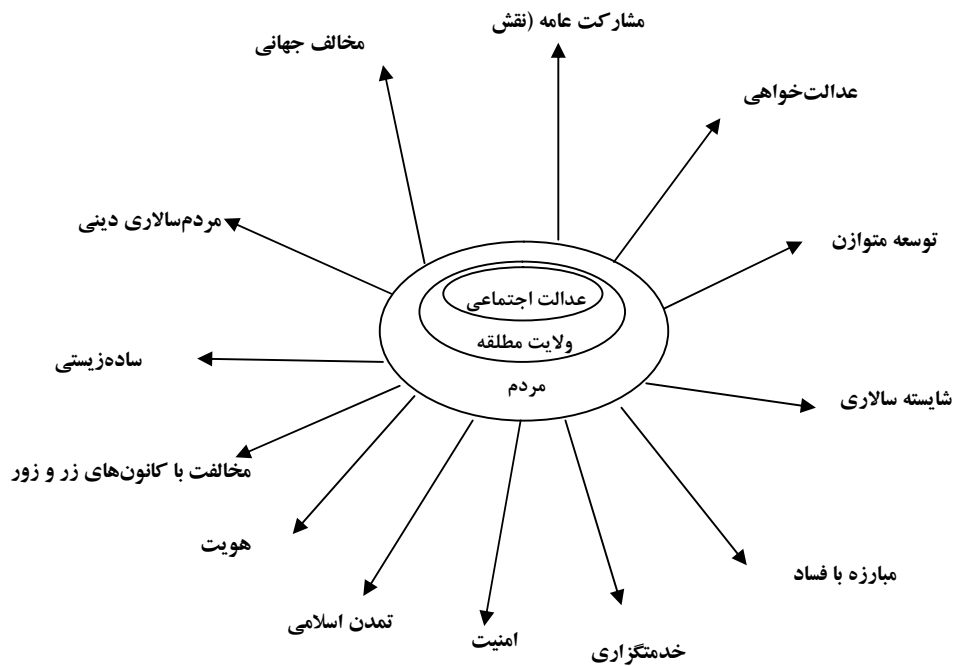 مشارکت عامه (نقش
مخالف جهانی
عدالت‌خواهی
مردم‌سالاری دینی
توسعه متوازن
عدالت اجتماعی
ولایت مطلقه
مردم
ساده‌زیستی
شایسته سالاری
مخالفت با کانون‌های زر و زور
هویت
مبارزه با فساد
تمدن اسلامی
امنیت
خدمتگزاری